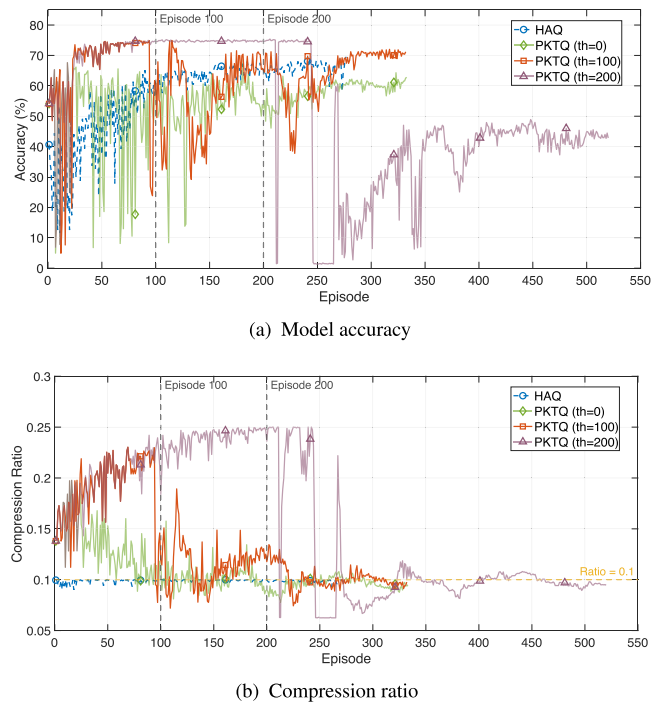 Episode 100
Episode 200
HAQ
PKTQ (th=0)
PKTQ (th=100)
PKTQ (th=200)
Accuracy (%)
85
80
70
60
50
40
30
20
10
0
0 50 100 150 200 250 300 350 400 450 500 550
Episode
(a) Model accuracy
Episode 100
Episode 200
HAQ
PKTQ (th=0)
PKTQ (th=100)
PKTQ (th=200)
Ratio = 0.1
Compression Ratio
0.3
0.25
0.2
0.15
0.1
0.05
0 50 100 150 200 250 300 350 400 450 500 550
Episode
(b) Compression ratio